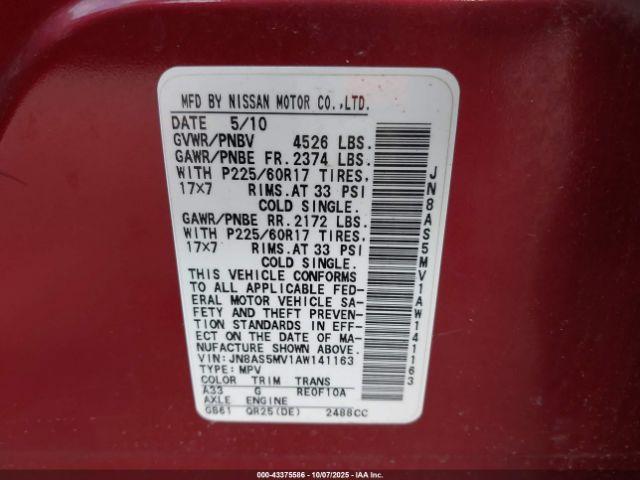 MFD BY NISSAN MOTOR CO.,LTD.
DATE 5/10
GVWR/PNBV 4526 LBS.
GAWR/PNBE FR. 2374 LBS.
WITH P225/60R17 TIRES,
17×7 RIMS.AT 33 PSI
COLD SINGLE.
GAWR/PNBE RR. 2172 LBS.
WITH P225/60R17 TIRES,
17×7 RIMS.AT 33 PSI
COLD SINGLE.
THIS VEHICLE CONFORMS
TO ALL APPLICABLE FED-
ERAL MOTOR VEHICLE SA-
FETY AND THEFT PREVEN-
TION STANDARDS IN EFF-
ECT ON THE DATE OF MA-
NUFACTURE SHOWN ABOVE.
VIN: JN8AS5MV1AW141163
TYPE: MPV
COLOR TRIM TRANS
A33 G RE0F10A
AXLE ENGINE
GB61 QR25(DE) 2488CC
JN8AS5MV1AW141163
000-43375586 | 10/07/2025 | IAA Inc.